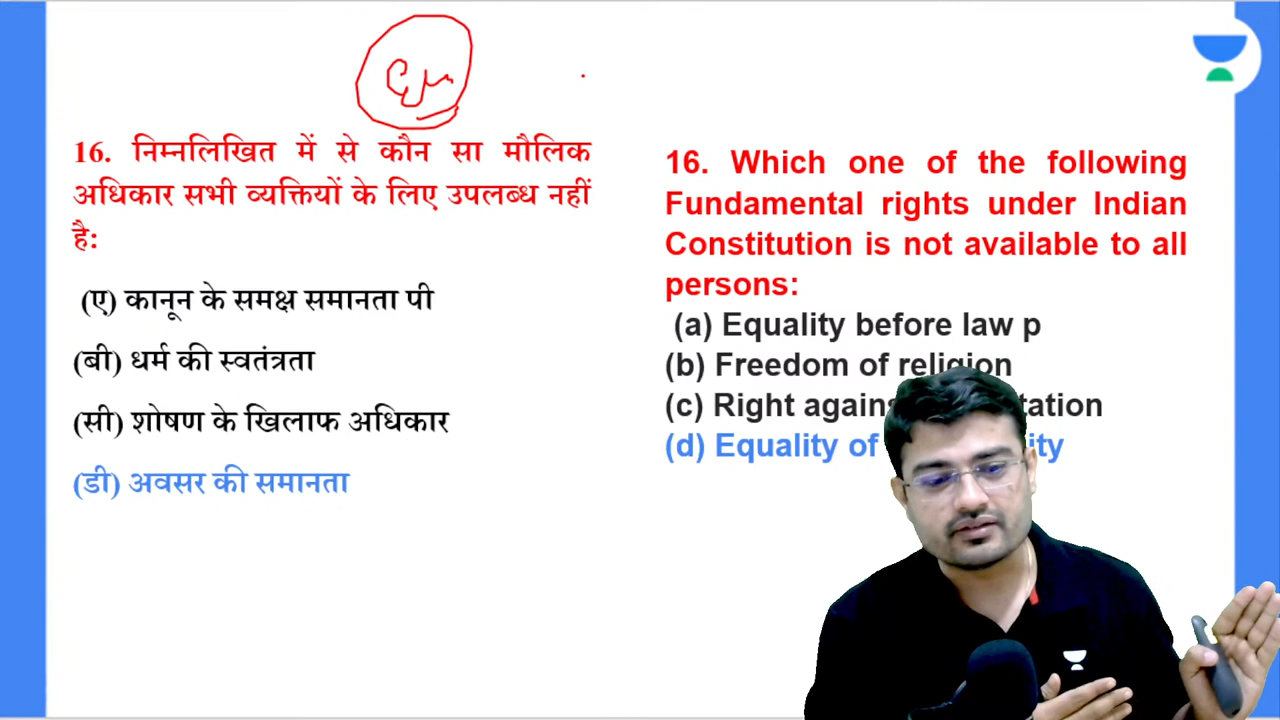 16. निम्नलिखित में से कौन सा मौलिक
अधिकार सभी व्यक्तियों के लिए उपलब्ध नहीं
है:
(ए) कानून के समक्ष समानता पी
(बी) धर्म की स्वतंत्रता
(सी) शोषण के खिलाफ अधिकार
(डी) अवसर की समानता
16. Which one of the following
Fundamental rights under Indian
Constitution is not available to all
persons:
(a) Equality before law p
(b) Freedom of religion
(c) Right
(d) Equality of